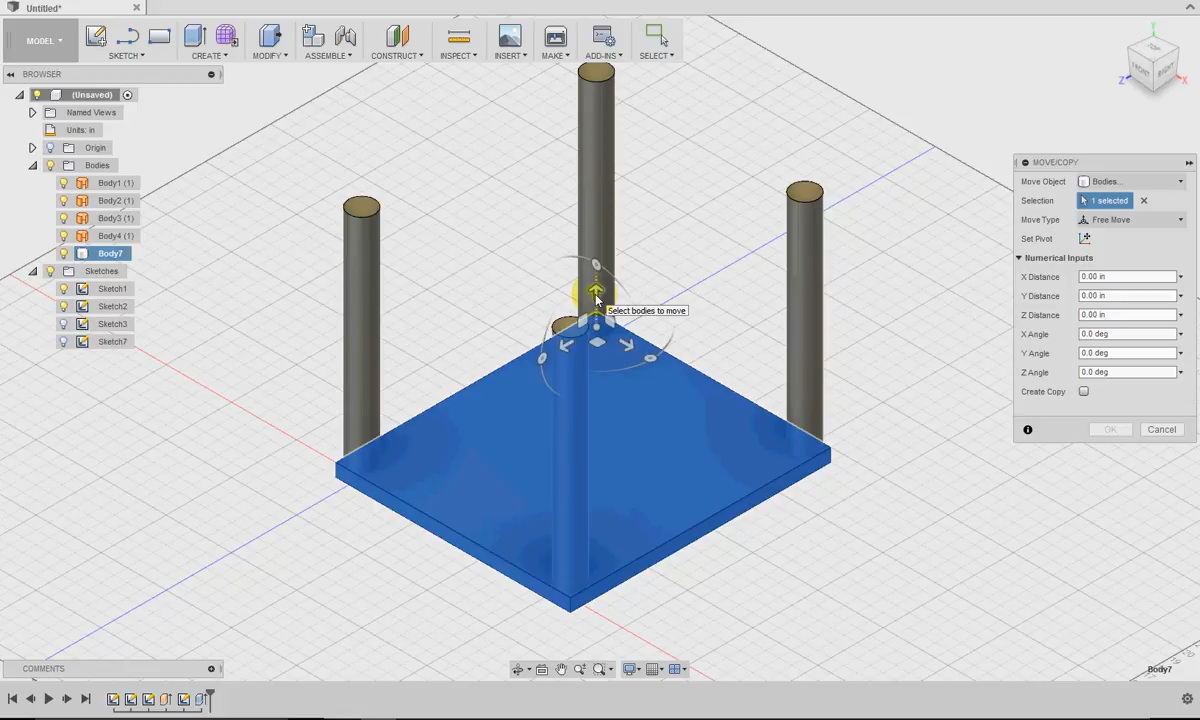 Untitled*
MODEL
SKETCH
CREATE
MODIFY
ASSEMBLE
CONSTRUCT
INSPECT
INSERT
MAKE
ADD-INS
SELECT
BROWSER
(Unsaved)
Named Views
Units: in
Origin
Bodies
Body1 (1)
Body2 (1)
Body3 (1)
Body4 (1)
Body7
Sketches
Sketch1
Sketch2
Sketch3
Sketch7
Select bodies to move
Y
TOP
FRONT
RIGHT
Z
X
MOVE/COPY
Move Object Bodies...
Selection 1 selected
Move Type Free Move
Set Pivot
Numerical Inputs
X Distance 0.00 in
Y Distance 0.00 in
Z Distance 0.00 in
X Angle 0.0 deg
Y Angle 0.0 deg
Z Angle 0.0 deg
Create Copy
OK Cancel
COMMENTS
Body7